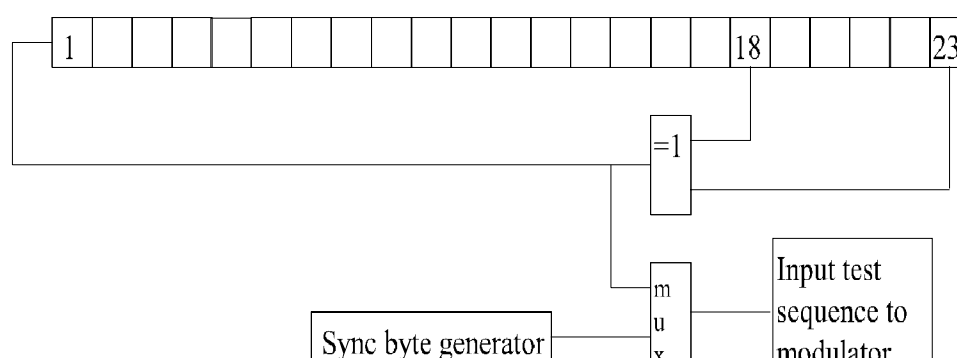 1 18 23
=1
m
u
x
Input test
sequence to
modulator
Sync byte generator